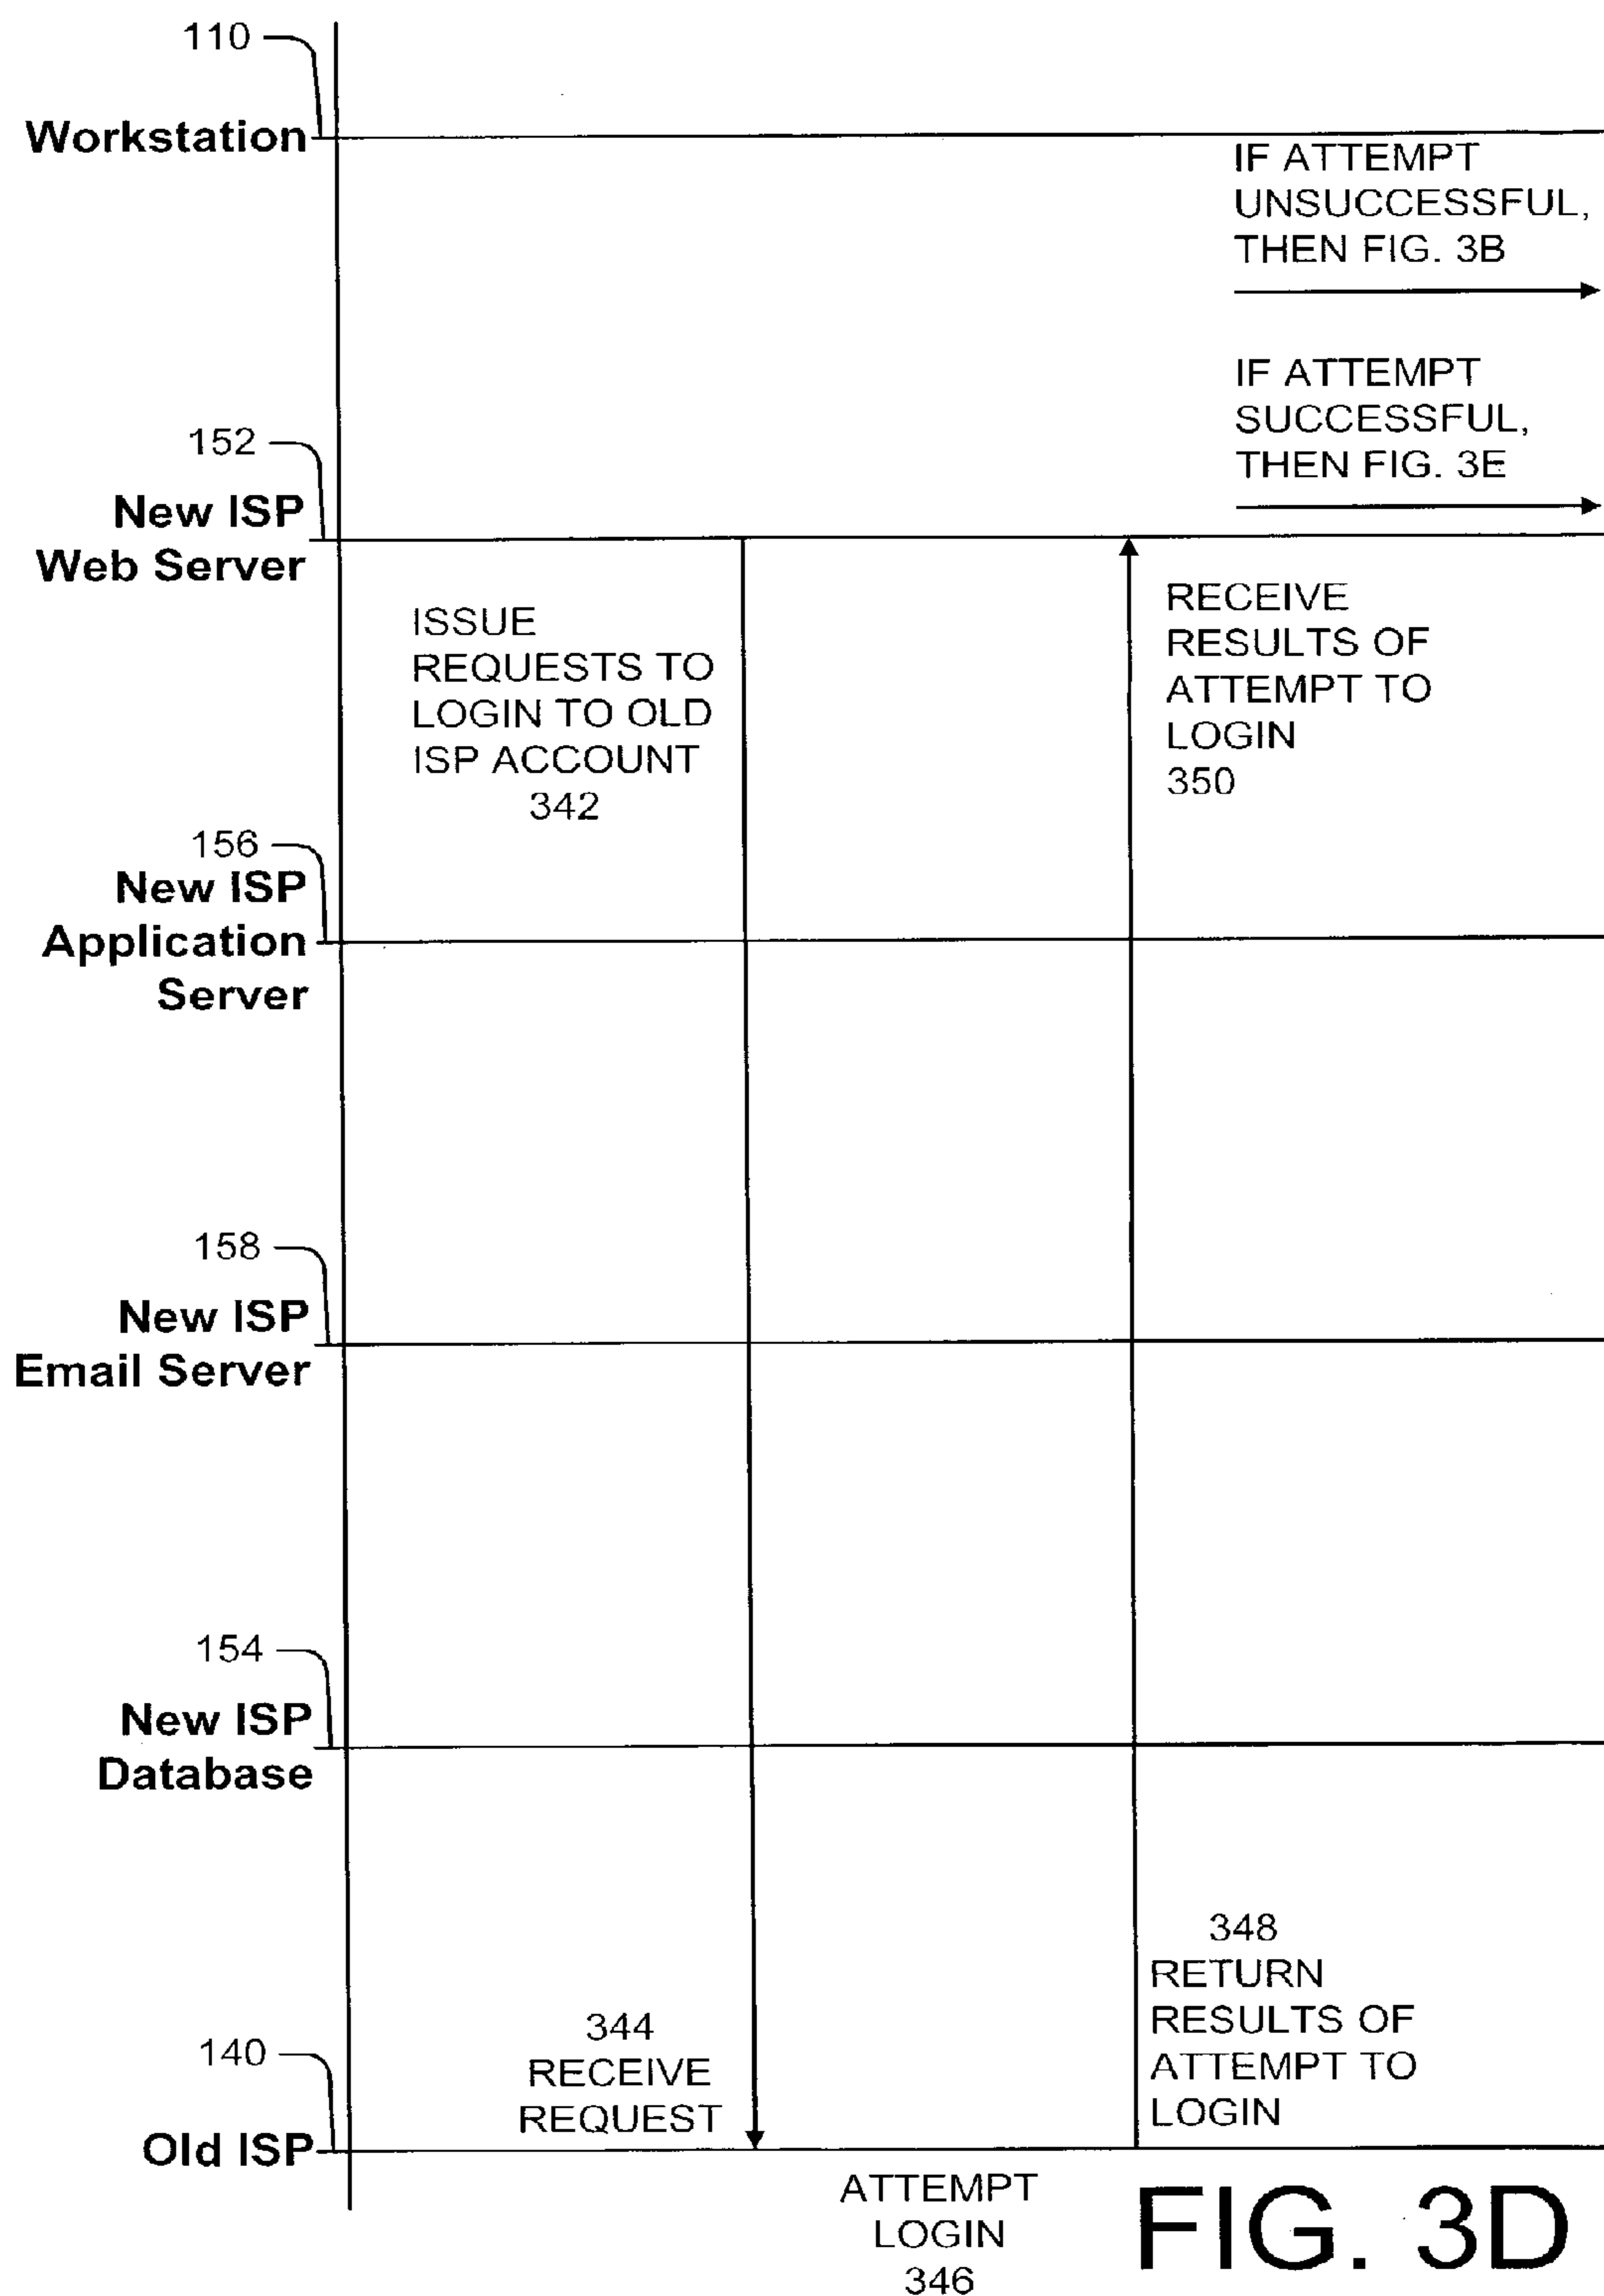 110
Workstation
IF ATTEMPT
UNSUCCESSFUL,
THEN FIG. 3B
IF ATTEMPT
SUCCESSFUL,
THEN FIG. 3E
152
New ISP
Web Server
ISSUE
REQUESTS TO
LOGIN TO OLD
ISP ACCOUNT
342
RECEIVE
RESULTS OF
ATTEMPT TO
LOGIN
350
156
New ISP
Application
Server
158
New ISP
Email Server
154
New ISP
Database
348
RETURN
RESULTS OF
ATTEMPT TO
LOGIN
344
RECEIVE
REQUEST
140
Old ISP
ATTEMPT
LOGIN
346
FIG. 3D